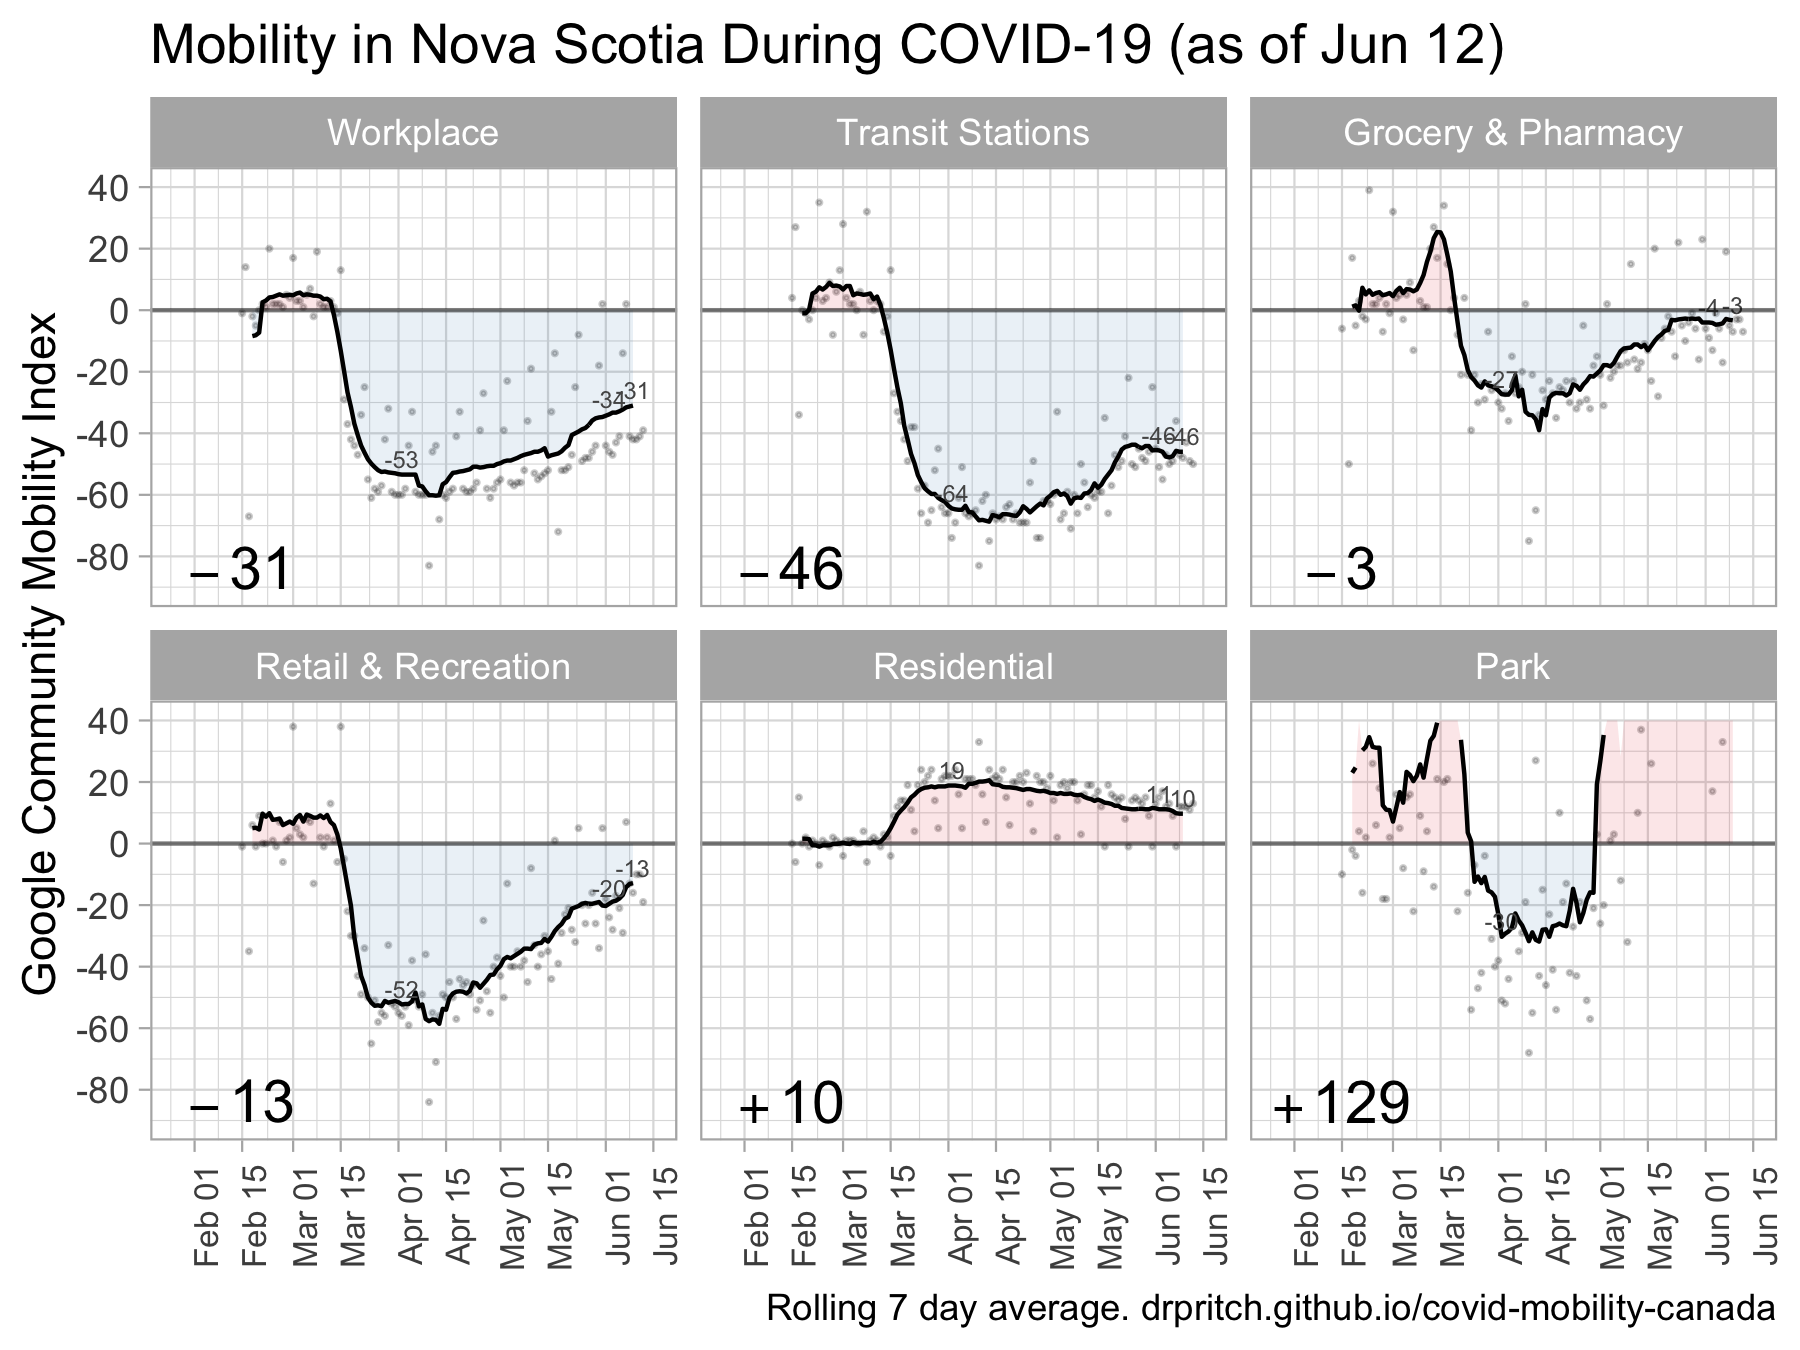 Mobility in Nova Scotia During COVID-19 (as of Jun 12)
Google Community Mobility Index
Workplace
Transit Stations
Grocery & Pharmacy
40
20
0
-20
-40
-60
-80
-53
-34
-31
-64
-46
-46
-27
-4
-3
– 31
– 46
– 3
Retail & Recreation
Residential
Park
40
20
0
-20
-40
-60
-80
-52
-20
-13
19
11
10
-30
– 13
+ 10
+ 129
Feb 01
Feb 15
Mar 01
Mar 15
Apr 01
Apr 15
May 01
May 15
Jun 01
Jun 15
Feb 01
Feb 15
Mar 01
Mar 15
Apr 01
Apr 15
May 01
May 15
Jun 01
Jun 15
Feb 01
Feb 15
Mar 01
Mar 15
Apr 01
Apr 15
May 01
May 15
Jun 01
Jun 15
Rolling 7 day average. drpritch.github.io/covid-mobility-canada